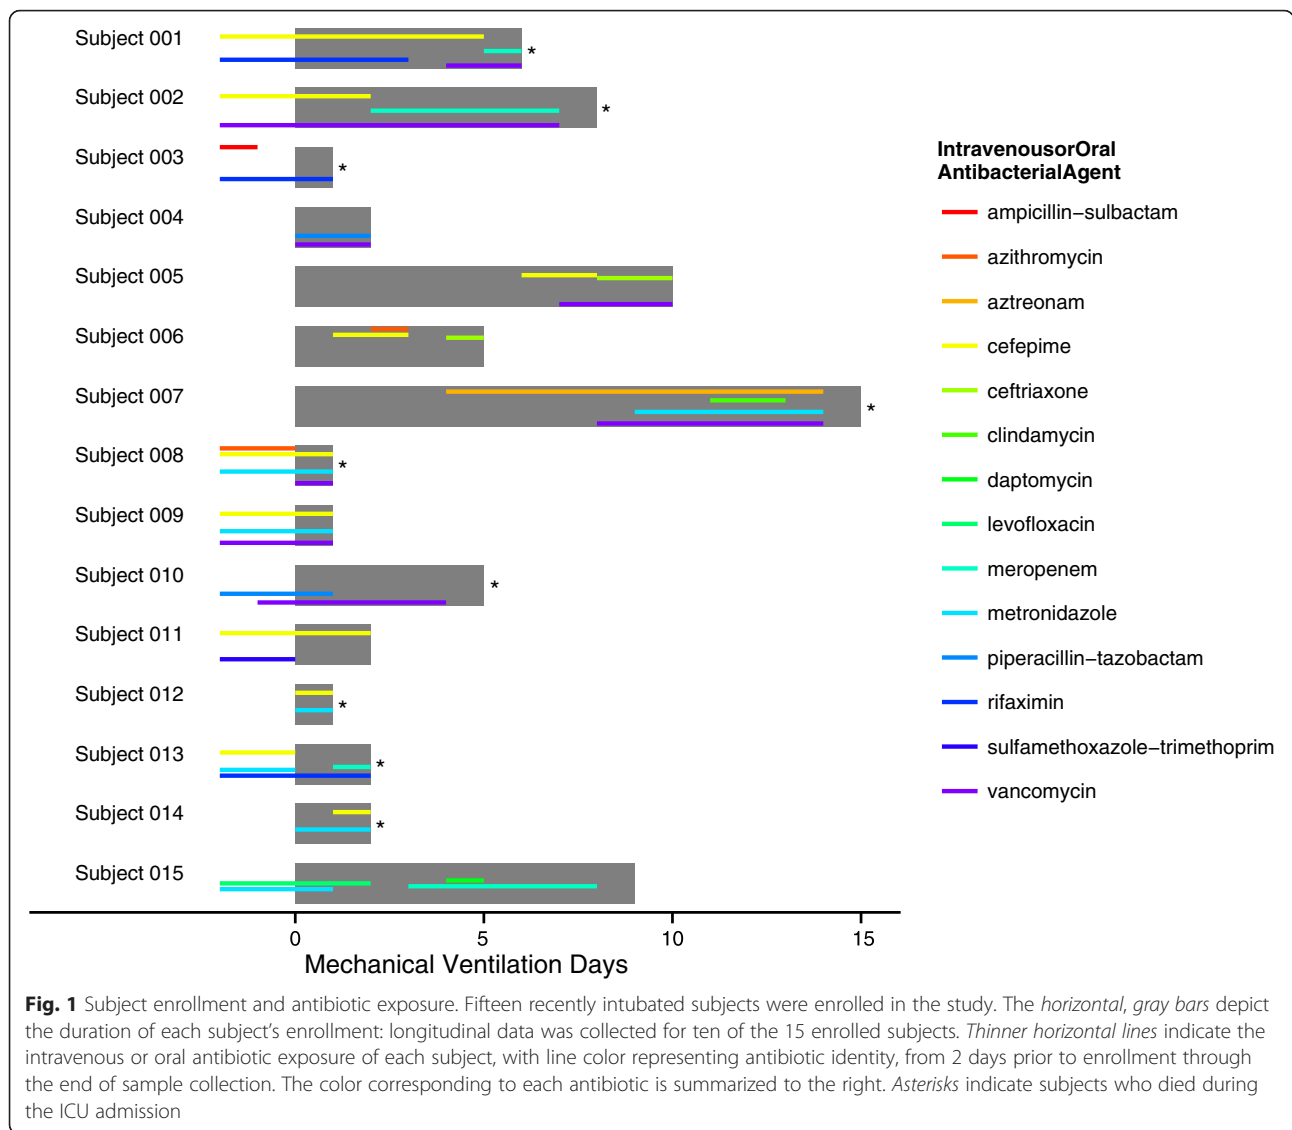 Subject 001
*
Subject 002
*
Subject 003
*
Subject 004
Subject 005
Subject 006
Subject 007
*
Subject 008
*
Subject 009
Subject 010
*
Subject 011
Subject 012
*
Subject 013
*
Subject 014
*
Subject 015
0 5 10 15
Mechanical Ventilation Days
IntravenousorOral
AntibacterialAgent
ampicillin−sulbactam
azithromycin
aztreonam
cefepime
ceftriaxone
clindamycin
daptomycin
levofloxacin
meropenem
metronidazole
piperacillin−tazobactam
rifaximin
sulfamethoxazole−trimethoprim
vancomycin
Fig. 1 Subject enrollment and antibiotic exposure. Fifteen recently intubated subjects were enrolled in the study. The horizontal, gray bars depict
the duration of each subject's enrollment: longitudinal data was collected for ten of the 15 enrolled subjects. Thinner horizontal lines indicate the
intravenous or oral antibiotic exposure of each subject, with line color representing antibiotic identity, from 2 days prior to enrollment through
the end of sample collection. The color corresponding to each antibiotic is summarized to the right. Asterisks indicate subjects who died during
the ICU admission